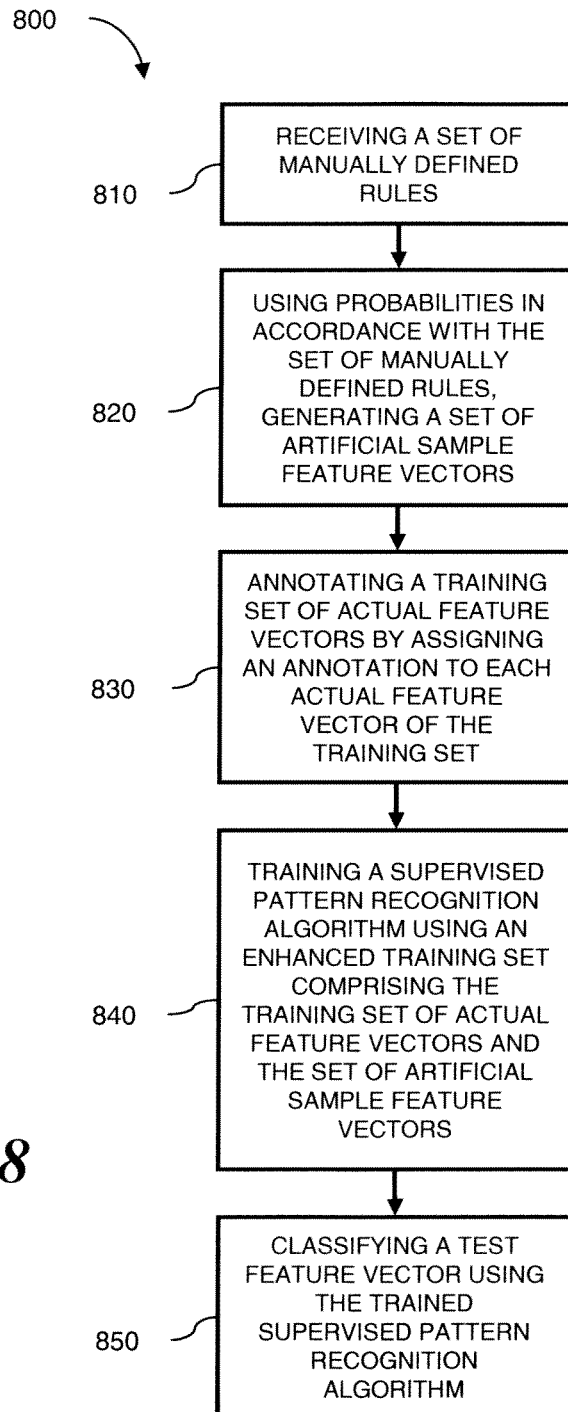 800
RECEIVING A SET OF
MANUALLY DEFINED
RULES
810
USING PROBABILITIES IN
ACCORDANCE WITH THE
SET OF MANUALLY
DEFINED RULES,
GENERATING A SET OF
ARTIFICIAL SAMPLE
FEATURE VECTORS
820
ANNOTATING A TRAINING
SET OF ACTUAL FEATURE
VECTORS BY ASSIGNING
AN ANNOTATION TO EACH
ACTUAL FEATURE
VECTOR OF THE
TRAINING SET
830
TRAINING A SUPERVISED
PATTERN RECOGNITION
ALGORITHM USING AN
ENHANCED TRAINING SET
COMPRISING THE
TRAINING SET OF ACTUAL
FEATURE VECTORS AND
THE SET OF ARTIFICIAL
SAMPLE FEATURE
VECTORS
840
8
CLASSIFYING A TEST
FEATURE VECTOR USING
THE TRAINED
SUPERVISED PATTERN
RECOGNITION
ALGORITHM
850